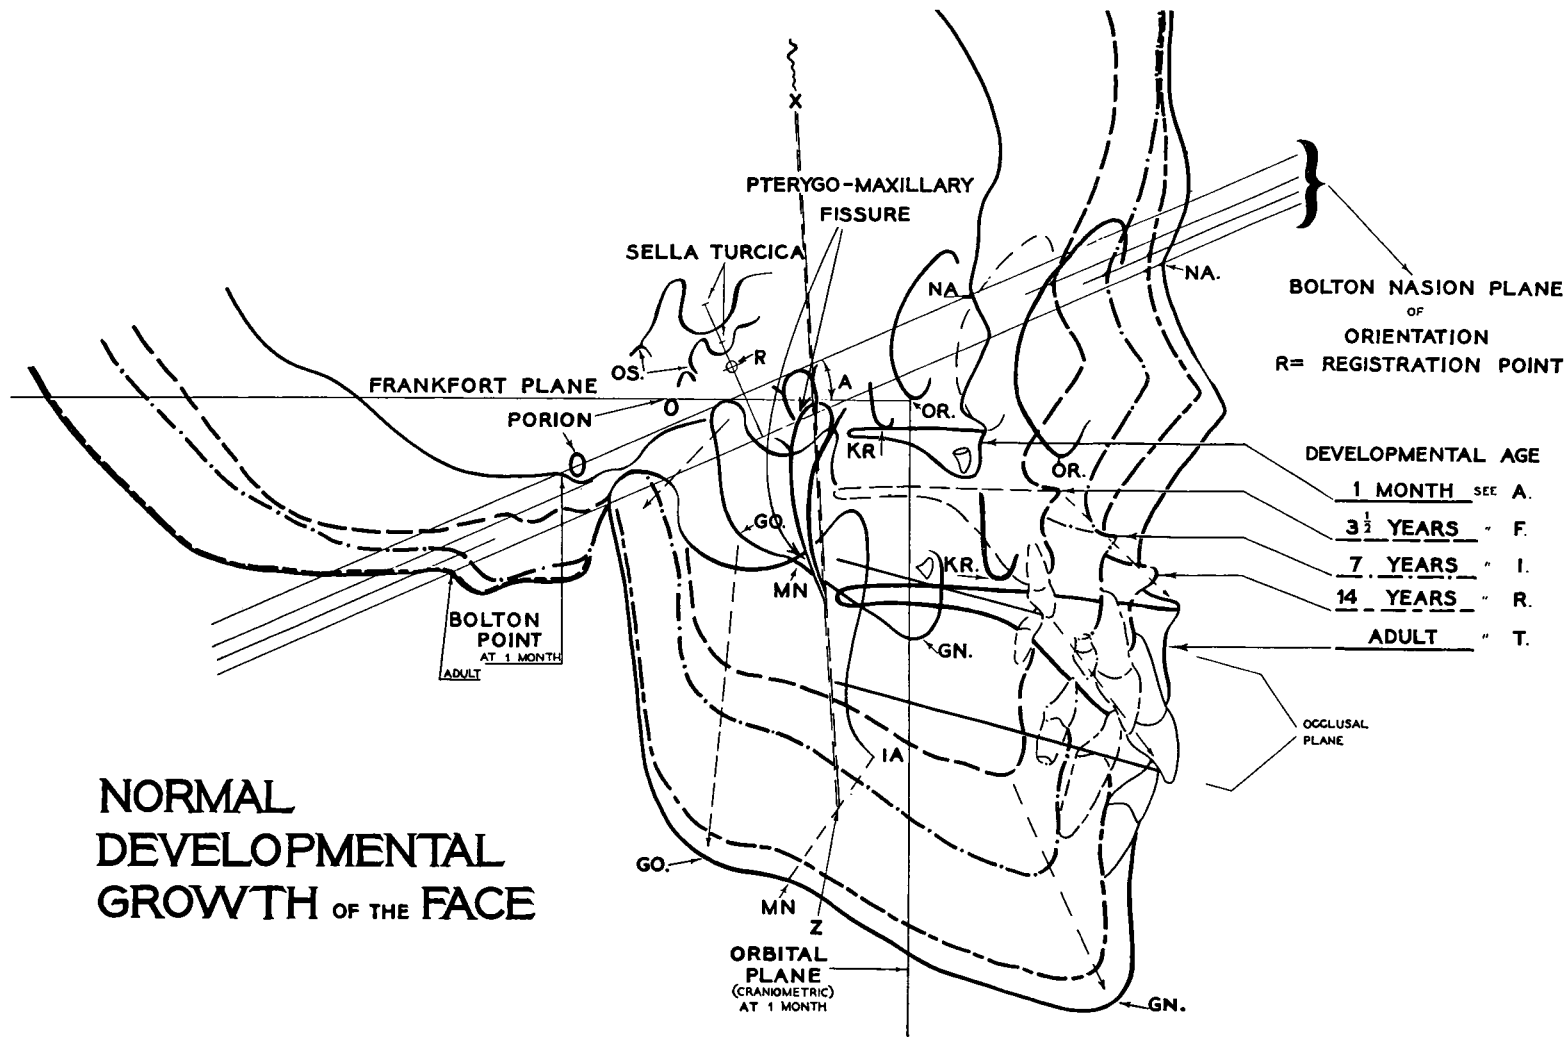 X
PTERYGO-MAXILLARY
FISSURE
SELLA TURCICA
NA.
NA.
BOLTON NASION PLANE
OF
ORIENTATION
R= REGISTRATION POINT
R
OS.
FRANKFORT PLANE
A
OR.
PORION
KR
OR.
DEVELOPMENTAL AGE
1 MONTH SEE A.
3 1/2 YEARS " F.
7 YEARS " I.
14 YEARS " R.
ADULT " T.
GO.
KR.
MN
BOLTON
POINT
AT 1 MONTH
ADULT
GN.
OCCLUSAL
PLANE
IA
NORMAL
DEVELOPMENTAL
GROWTH OF THE FACE
GO.
MN
Z
ORBITAL
PLANE
(CRANIOMETRIC)
AT 1 MONTH
GN.